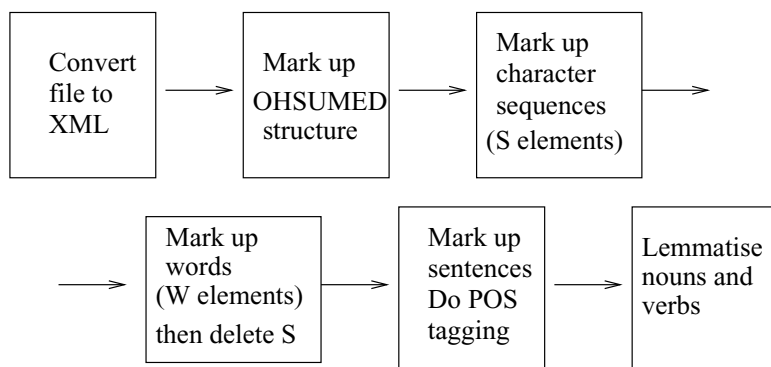 Convert
file to
XML
Mark up
OHSUMED
structure
Mark up
character
sequences
(S elements)
Mark up
words
(W elements)
then delete S
Mark up
sentences
Do POS
tagging
Lemmatise
nouns and
verbs